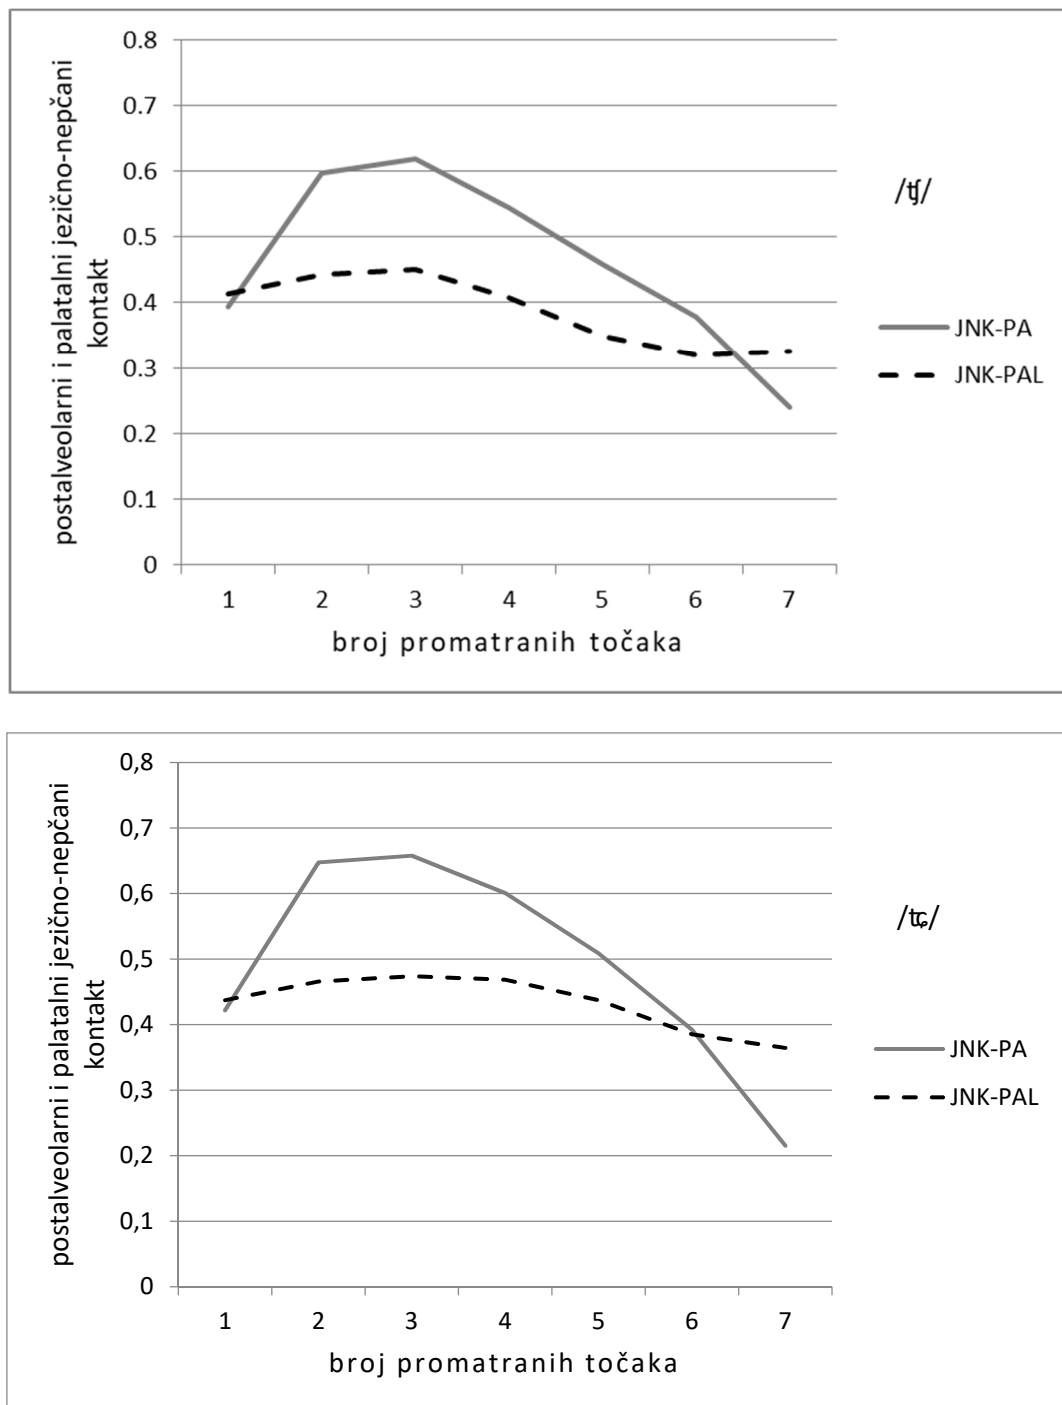 postalveolarni i palatalni jezično-nepčani
kontakt
0.8
0.7
0.6
0.5
0.4
0.3
0.2
0.1
0
1 2 3 4 5 6 7
broj promatranih točaka
/tʃ/
JNK-PA
JNK-PAL
postalveolarni i palatalni jezično-nepčani
kontakt
0,8
0,7
0,6
0,5
0,4
0,3
0,2
0,1
0
1 2 3 4 5 6 7
broj promatranih točaka
/tɕ/
JNK-PA
JNK-PAL